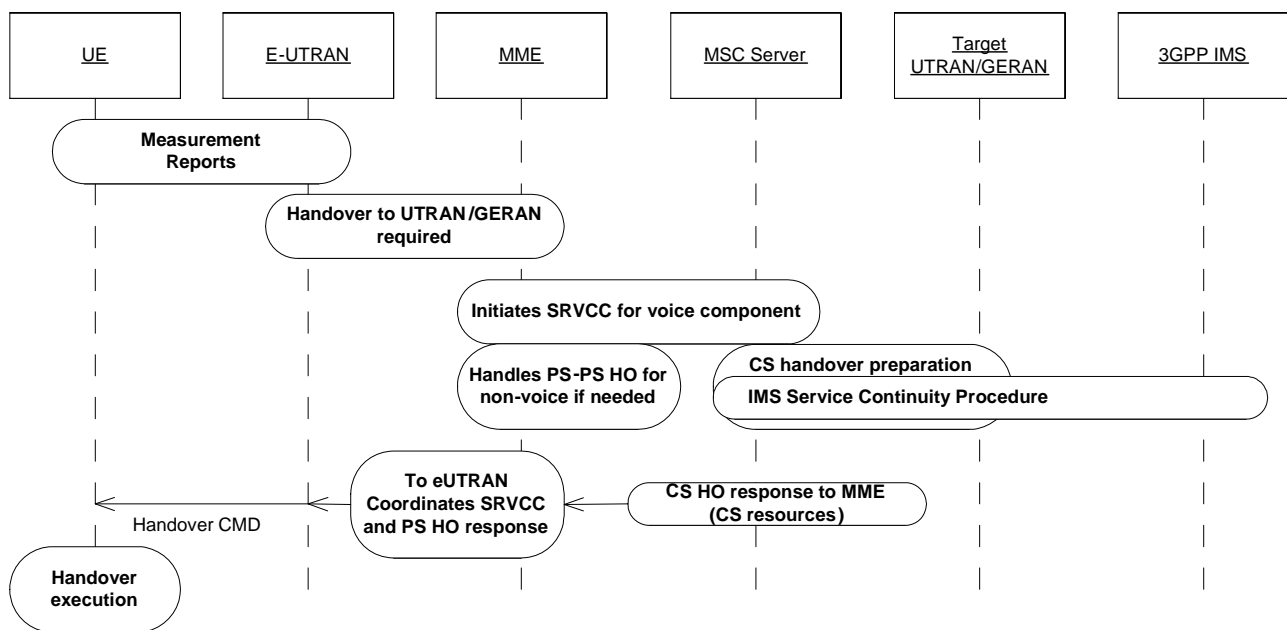 UE
E-UTRAN
MME
MSC Server
Target
UTRAN/GERAN
3GPP IMS
Measurement
Reports
Handover to UTRAN/GERAN
required
Initiates SRVCC for voice component
Handles PS-PS HO for
non-voice if needed
CS handover preparation
IMS Service Continuity Procedure
To eUTRAN
Coordinates SRVCC
and PS HO response
CS HO response to MME
(CS resources)
Handover CMD
Handover
execution